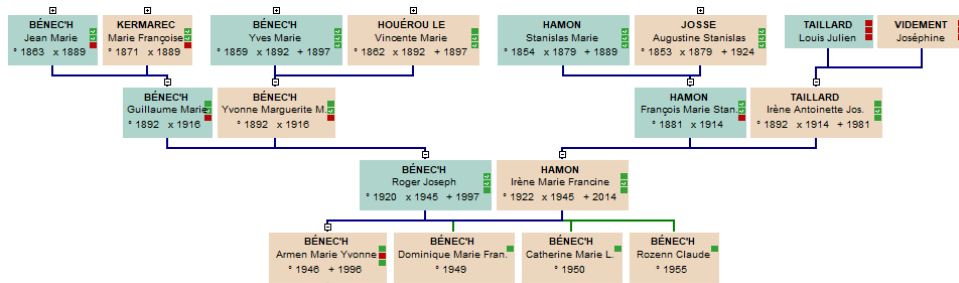 BÉNEC'H
Jean Marie
° 1863 x 1889
KERMAREC
Marie Françoise
° 1871 x 1889
BÉNEC'H
Yves Marie
° 1859 x 1892 + 1897
HOUÉROU LE
Vincente Marie
° 1862 x 1892 + 1897
HAMON
Stanislas Marie
° 1854 x 1879 + 1889
JOSSE
Augustine Stanislas
° 1853 x 1879 + 1924
TAILLARD
Louis Julien
VIDEMENT
Joséphine
BÉNEC'H
Guillaume Marie
° 1892 x 1916
BÉNEC'H
Yvonne Marguerite M.
° 1892 x 1916
HAMON
François Marie Stan.
° 1881 x 1914
TAILLARD
Irène Antoinette Jos.
° 1892 x 1914 + 1981
BÉNEC'H
Roger Joseph
° 1920 x 1945 + 1997
HAMON
Irène Marie Francine
° 1922 x 1945 + 2014
BÉNEC'H
Armen Marie Yvonne
° 1946 + 1996
BÉNEC'H
Dominique Marie Fran.
° 1949
BÉNEC'H
Catherine Marie L.
° 1950
BÉNEC'H
Rozenn Claude
° 1955